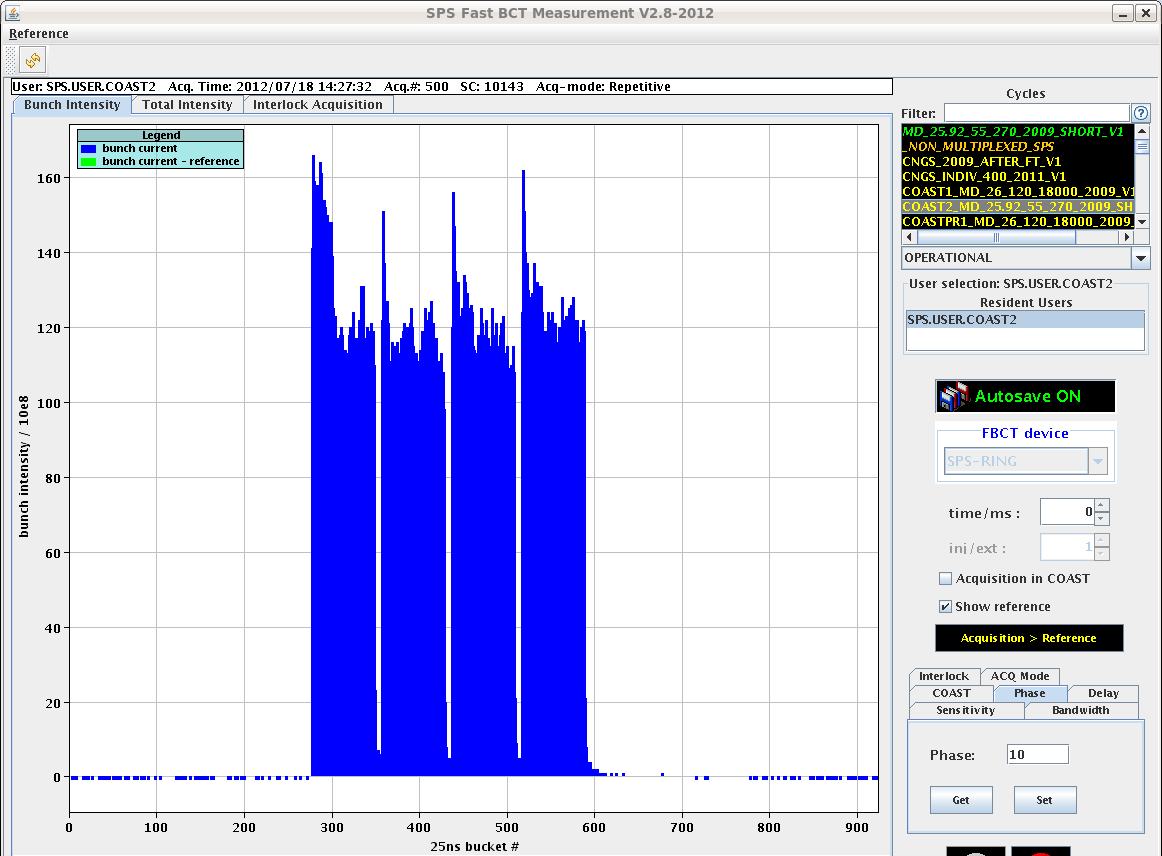 SPS Fast BCT Measurement V2.8-2012
Reference
User: SPS.USER.COAST2   Acq. Time: 2012/07/18 14:27:32   Acq.#: 500   SC: 10143   Acq-mode: Repetitive
Bunch Intensity   Total Intensity   Interlock Acquisition
Legend
bunch current
bunch current - reference
bunch intensity / 10e8
160
140
120
100
80
60
40
20
0
0 100 200 300 400 500 600 700 800 900
25ns bucket #
Cycles
Filter:
?
MD_25.92_55_270_2009_SHORT_V1
_NON_MULTIPLEXED_SPS
CNGS_2009_AFTER_FT_V1
CNGS_INDIV_400_2011_V1
COAST1_MD_26_120_18000_2009_V1
COAST2_MD_25.92_55_270_2009_SH
COASTPR1_MD_26_120_18000_2009_
OPERATIONAL
User selection: SPS.USER.COAST2
Resident Users
SPS.USER.COAST2
Autosave ON
FBCT device
SPS-RING
time/ms : 0
inj/ext : 1
Acquisition in COAST
Show reference
Acquisition > Reference
Interlock   ACQ Mode
COAST   Phase   Delay
Sensitivity   Bandwidth
Phase: 10
Get   Set